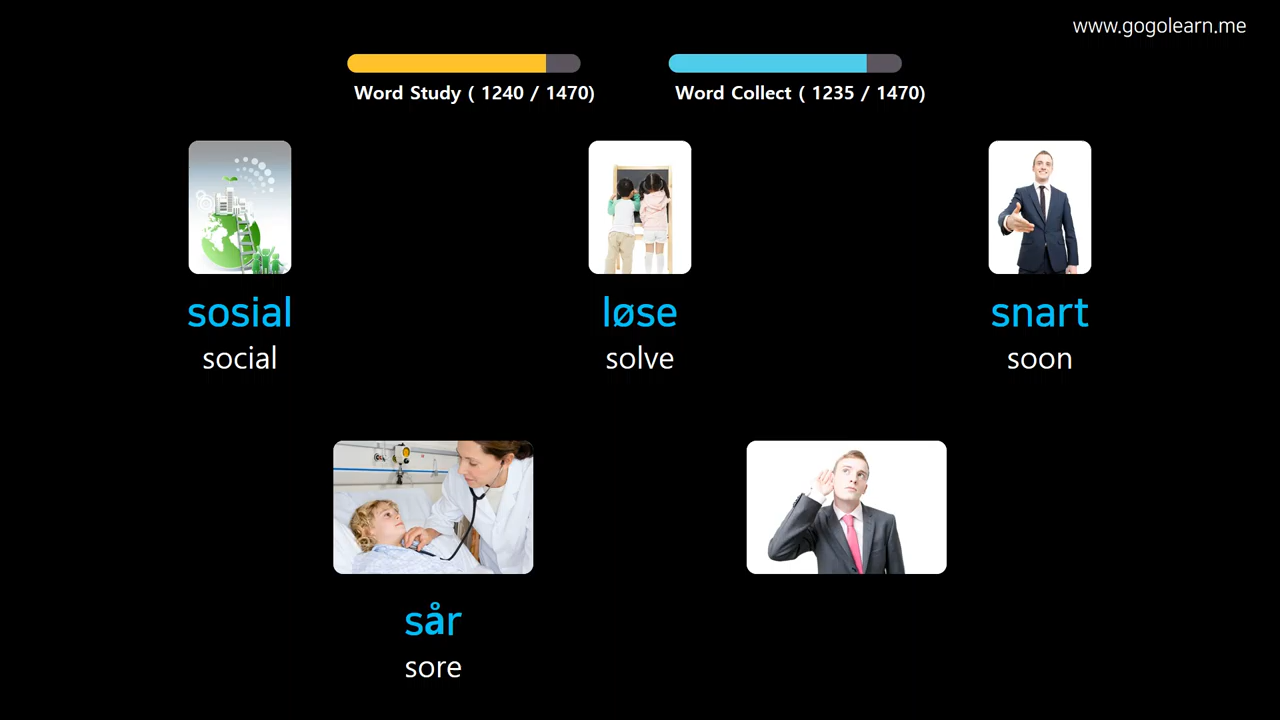 www.gogolearn.me
Word Study ( 1240 / 1470)
Word Collect ( 1235 / 1470)
sosial
social
løse
solve
snart
soon
sår
sore